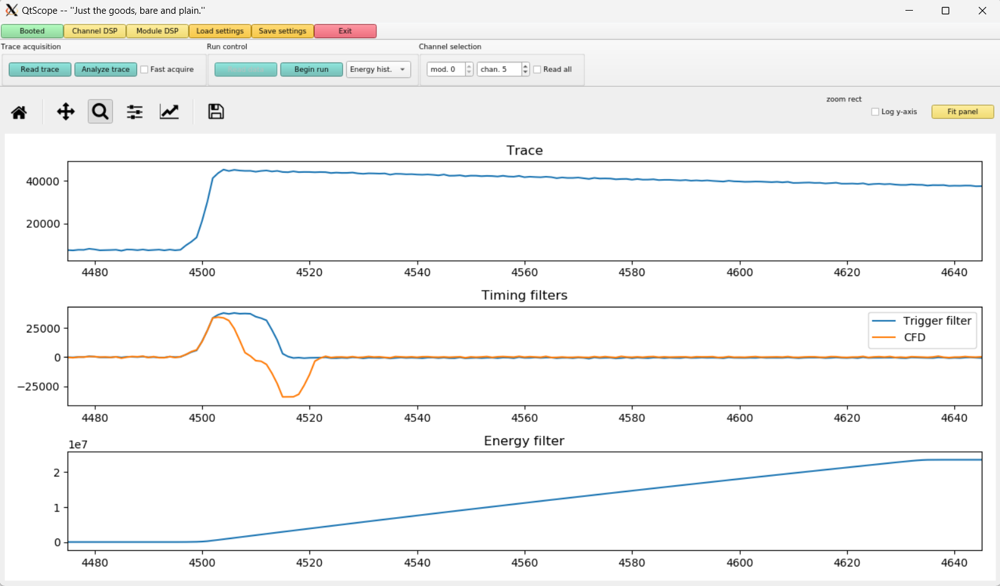 QtScope -- "Just the goods, bare and plain."
Booted Channel DSP Module DSP Load settings Save settings Exit
Trace acquisition Run control Channel selection
Read trace Analyze trace Fast acquire Begin run Energy hist. mod. 0 chan. 5 Read all
zoom rect
Log y-axis Fit panel
Trace
40000
20000
4480 4500 4520 4540 4560 4580 4600 4620 4640
Timing filters
25000
0
−25000
Trigger filter
CFD
4480 4500 4520 4540 4560 4580 4600 4620 4640
Energy filter
1e7
2
1
0
4480 4500 4520 4540 4560 4580 4600 4620 4640